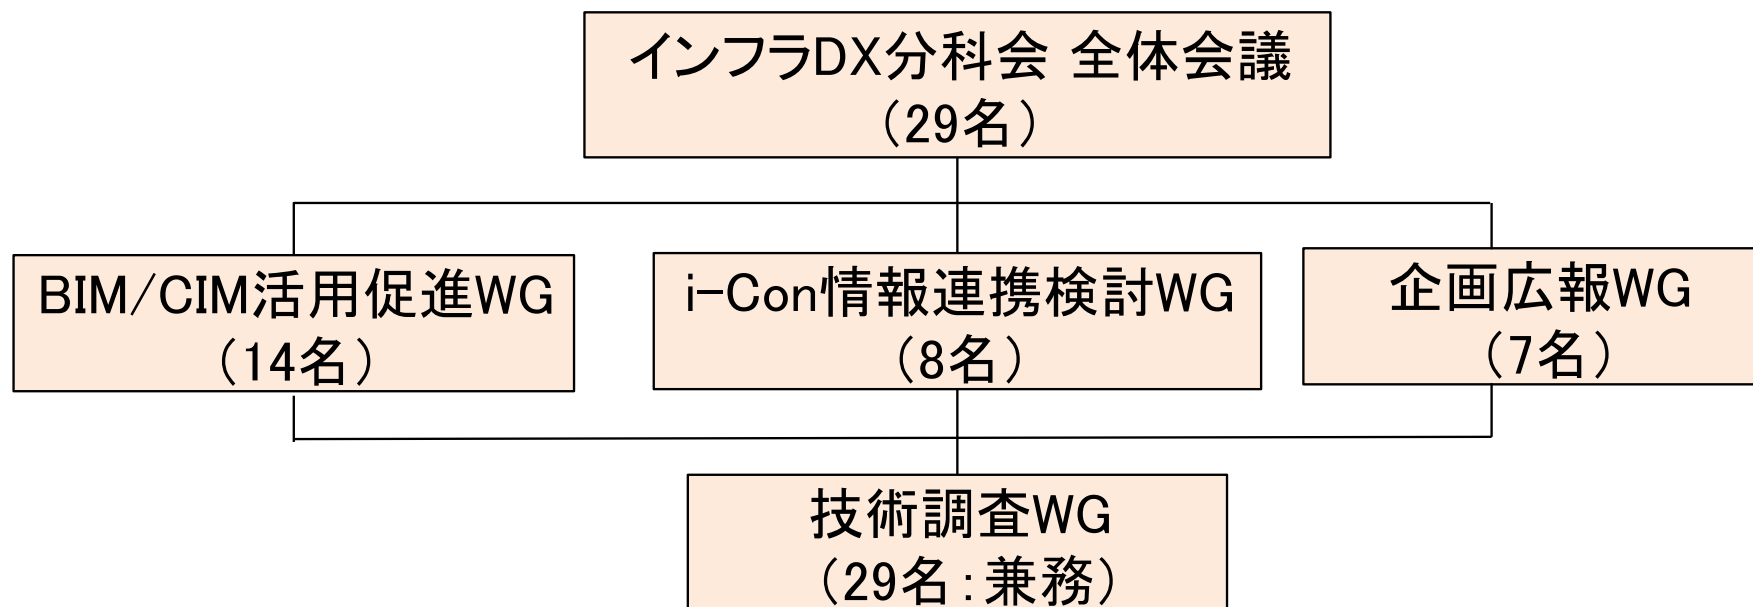 インフラDX分科会 全体会議
（29名）
BIM/CIM活用促進WG
（14名）
i-Con情報連携検討WG
（8名）
企画広報WG
（7名）
技術調査WG
（29名：兼務）